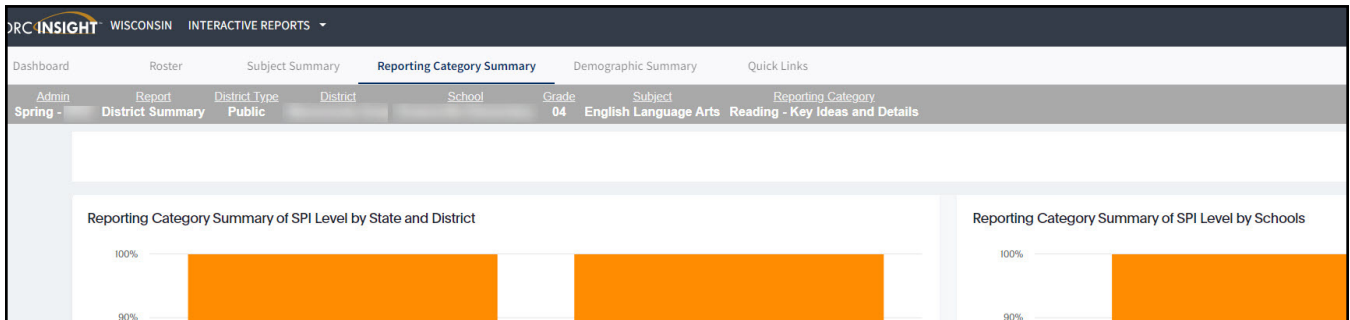 DRC INSIGHT WISCONSIN INTERACTIVE REPORTS
Dashboard Roster Subject Summary Reporting Category Summary Demographic Summary Quick Links
Admin Report District Type District School Grade Subject Reporting Category
Spring - District Summary Public 04 English Language Arts Reading - Key Ideas and Details
Reporting Category Summary of SPI Level by State and District
100%
90%
Reporting Category Summary of SPI Level by Schools
100%
90%